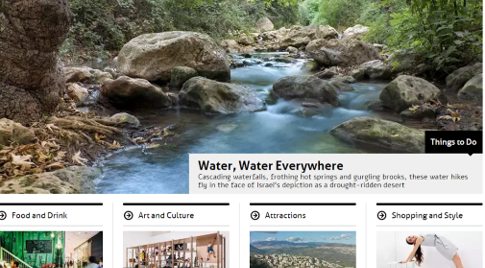 Things to Do
Water, Water Everywhere
Cascading waterfalls, frothing hot springs and gurgling brooks, these water hikes
fly in the face of Israel's depiction as a drought-ridden desert
Food and Drink
Art and Culture
Attractions
Shopping and Style